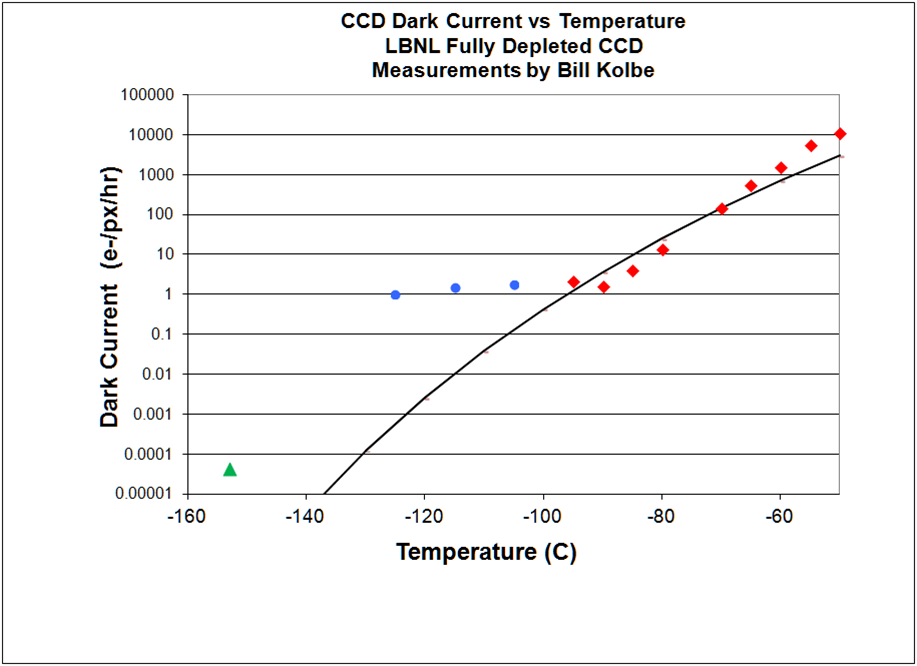 CCD Dark Current vs Temperature
LBNL Fully Depleted CCD
Measurements by Bill Kolbe
100000
10000
1000
100
10
1
0.1
0.01
0.001
0.0001
0.00001
Dark Current (e-/px/hr)
-160 -140 -120 -100 -80 -60
Temperature (C)